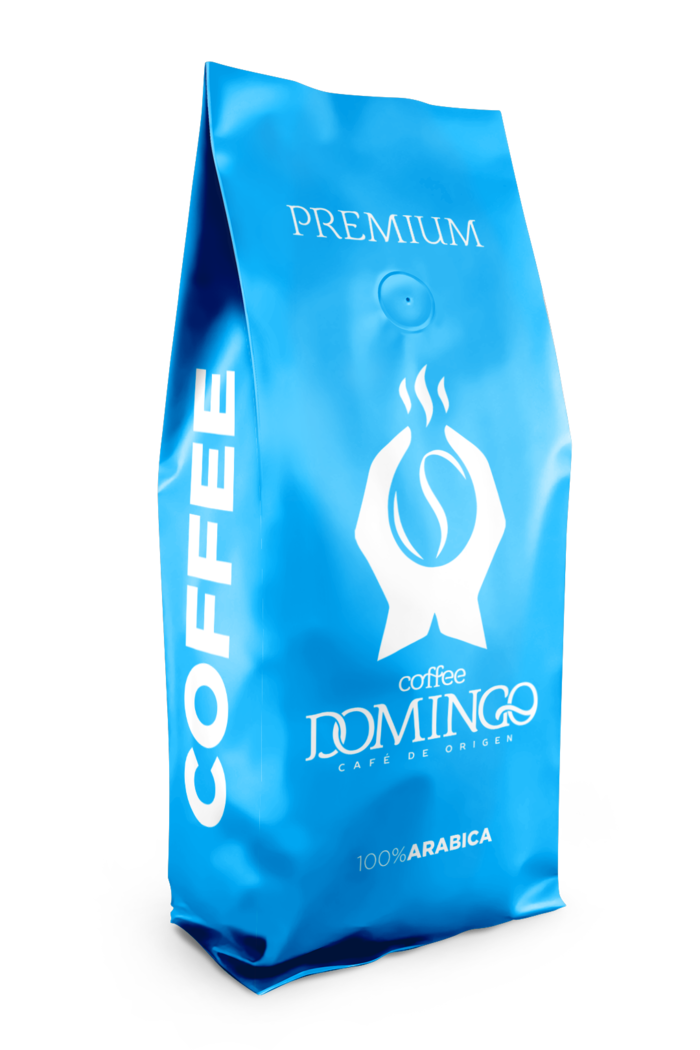 PREMIUM
COFFEE
coffee
DOMINGO
CAFÉ DE ORIGEN
100%ARABICA